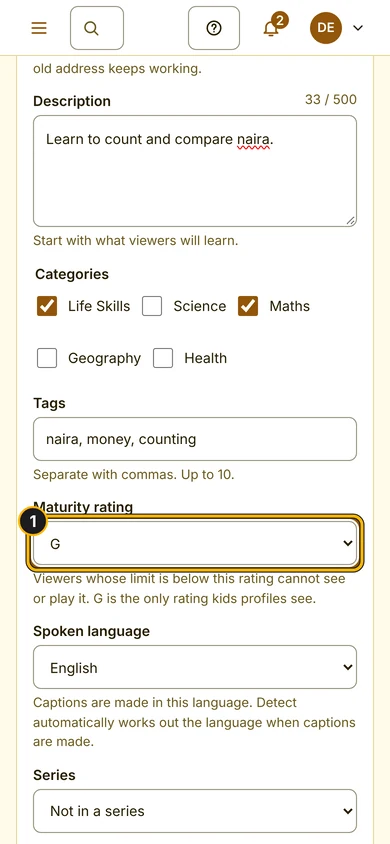 2
DE
old address keeps working.
Description 33 / 500
Learn to count and compare naira.
Start with what viewers will learn.
Categories
Life Skills Science Maths
Geography Health
Tags
naira, money, counting
Separate with commas. Up to 10.
Maturity rating
1
G
Viewers whose limit is below this rating cannot see
or play it. G is the only rating kids profiles see.
Spoken language
English
Captions are made in this language. Detect
automatically works out the language when captions
are made.
Series
Not in a series